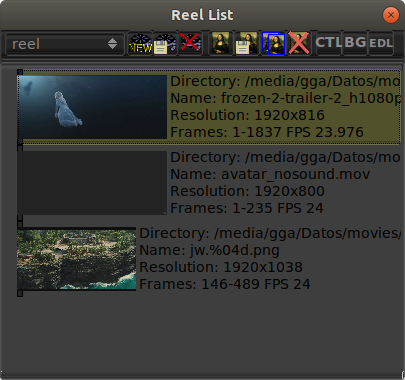 Reel List
reel
NEW
CTL BG EDL
Directory: /media/gga/Datos/mo
Name: frozen-2-trailer-2_h1080p
Resolution: 1920x816
Frames: 1-1837 FPS 23.976
Directory: /media/gga/Datos/mo
Name: avatar_nosound.mov
Resolution: 1920x800
Frames: 1-235 FPS 24
Directory: /media/gga/Datos/movies/
Name: jw.%04d.png
Resolution: 1920x1038
Frames: 146-489 FPS 24